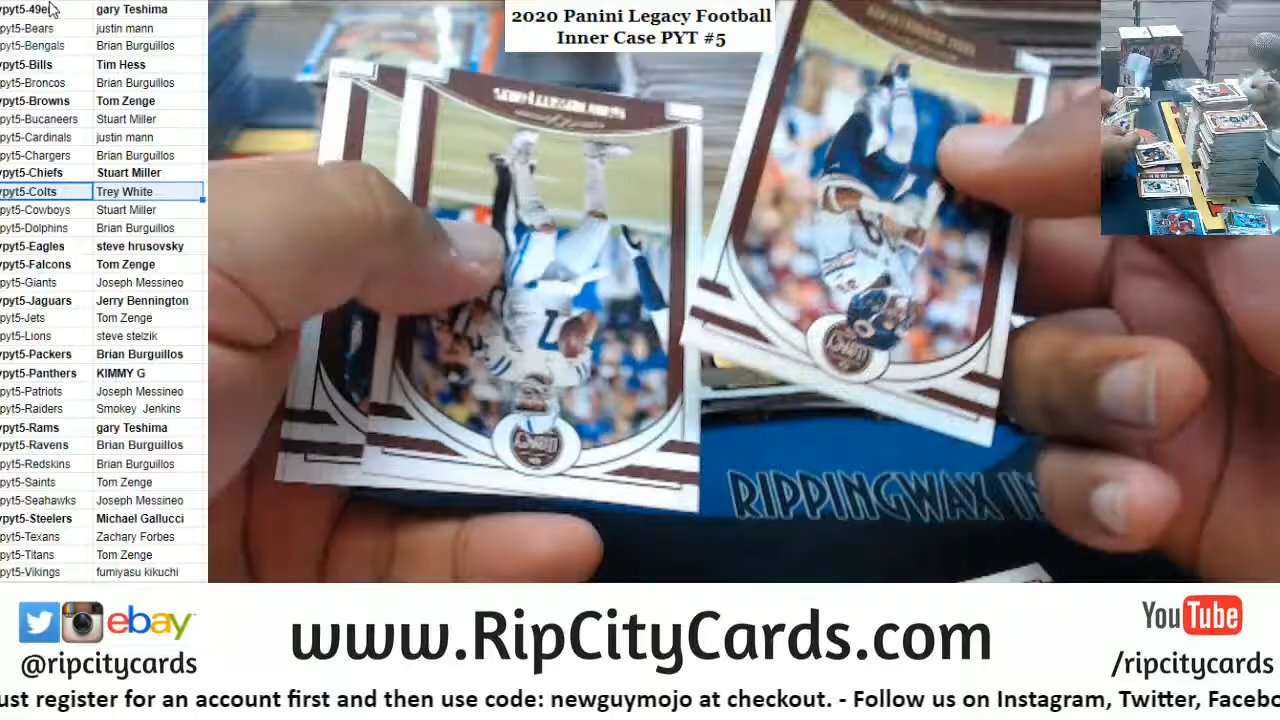 2020 Panini Legacy Football
Inner Case PYT #5
pyt5-49e gary Teshima
pyt5-Bears justin mann
pyt5-Bengals Brian Burguillos
pyt5-Bills Tim Hess
pyt5-Broncos Brian Burguillos
pyt5-Browns Tom Zenge
pyt5-Bucaneers Stuart Miller
pyt5-Cardinals justin mann
pyt5-Chargers Brian Burguillos
pyt5-Chiefs Stuart Miller
pyt5-Colts Trey White
pyt5-Cowboys Stuart Miller
pyt5-Dolphins Brian Burguillos
pyt5-Eagles steve hrusovsky
pyt5-Falcons Tom Zenge
pyt5-Giants Joseph Messineo
pyt5-Jaguars Jerry Bennington
pyt5-Jets Tom Zenge
pyt5-Lions steve stelzik
pyt5-Packers Brian Burguillos
pyt5-Panthers KIMMY G
pyt5-Patriots Joseph Messineo
pyt5-Raiders Smokey Jenkins
pyt5-Rams gary Teshima
pyt5-Ravens Brian Burguillos
pyt5-Redskins Brian Burguillos
pyt5-Saints Tom Zenge
pyt5-Seahawks Joseph Messineo
pyt5-Steelers Michael Gallucci
pyt5-Texans Zachary Forbes
pyt5-Titans Tom Zenge
pyt5-Vikings fumiyasu kikuchi
7
RIPPINGWAX IN
ebay
@ripcitycards
www.RipCityCards.com
YouTube
/ripcitycards
ust register for an account first and then use code: newguymojo at checkout. - Follow us on Instagram, Twitter, Facebo